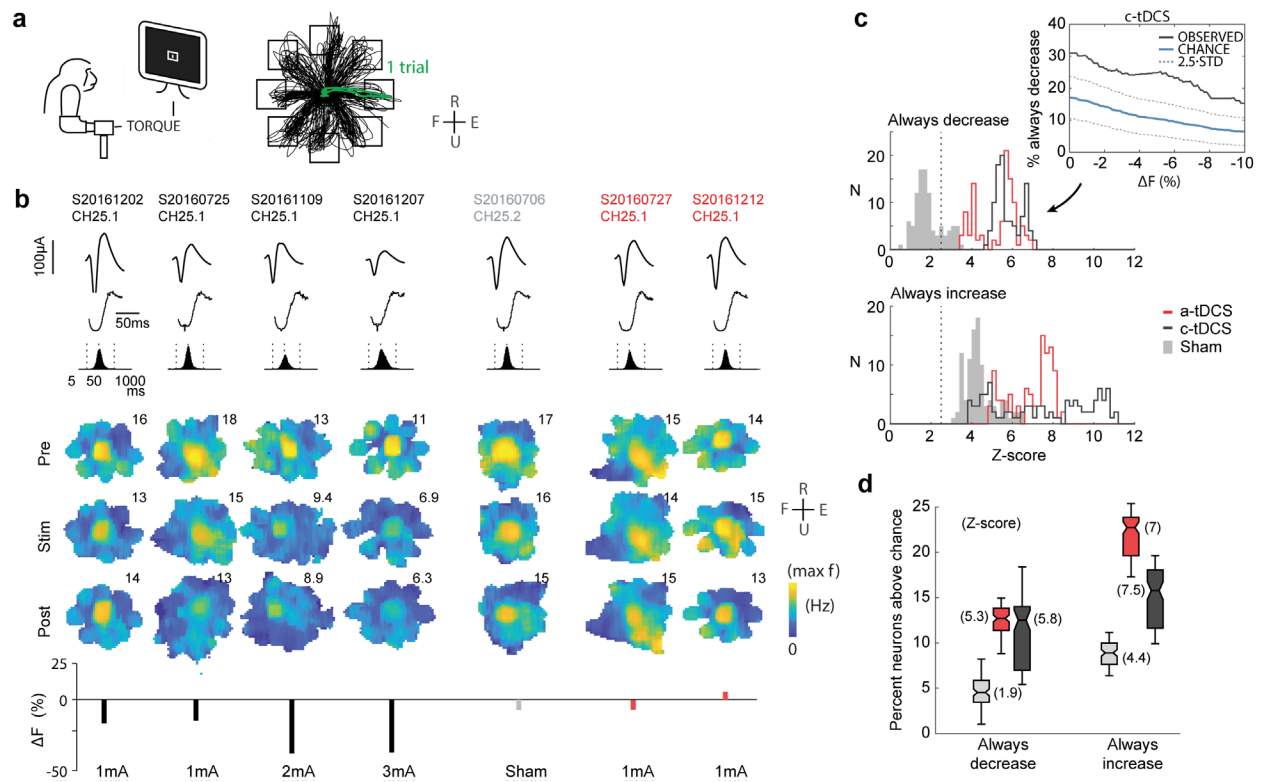 a
TORQUE
1 trial
R
F
E
U
b
S20161202
CH25.1
S20160725
CH25.1
S20161109
CH25.1
S20161207
CH25.1
S20160706
CH25.2
S20160727
CH25.1
S20161212
CH25.1
100µA
50ms
5 50 1000
ms
Pre
16 18 13 11 17 15 14
Stim
13 15 9.4 6.9 16 14 15
R
F
E
U
Post
14 13 8.9 6.3 15 15 13
(max f)
(Hz)
0
25
0
-50
ΔF (%)
1mA 1mA 2mA 3mA Sham 1mA 1mA
c
c-tDCS
40
30
20
10
0
% always decrease
OBSERVED
CHANCE
2.5·STD
0 -2 -4 -6 -8 -10
ΔF (%)
Always decrease
20
N
10
0
0 2 4 6 8 10 12
Always increase
20
N
10
0
0 2 4 6 8 10 12
Z-score
a-tDCS
c-tDCS
Sham
d
25
20
15
10
5
0
Percent neurons above chance
(Z-score)
(7)
(7.5)
(5.3)
(5.8)
(4.4)
(1.9)
Always
decrease
Always
increase